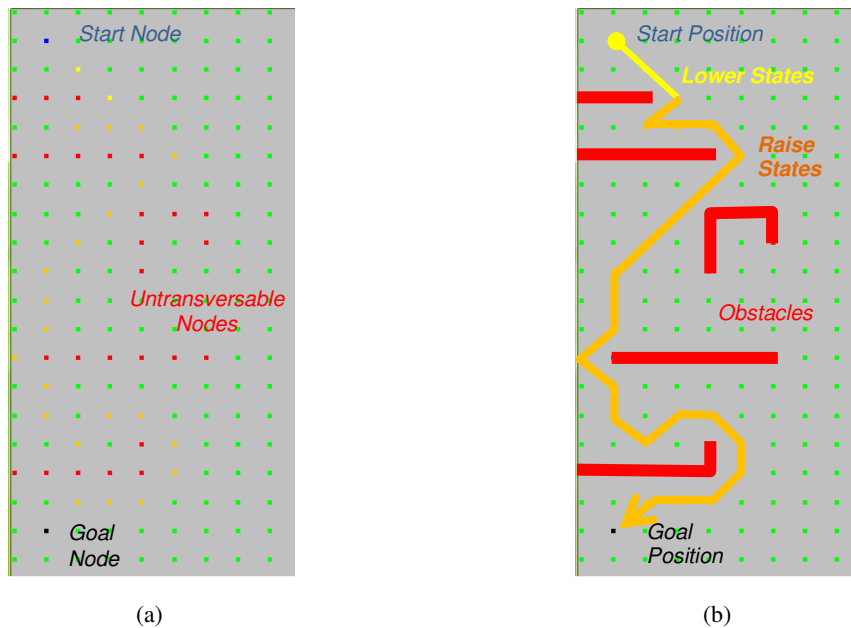 Start Node
Untransversable
Nodes
Goal
Node
(a)
Start Position
Lower States
Raise
States
Obstacles
Goal
Position
(b)